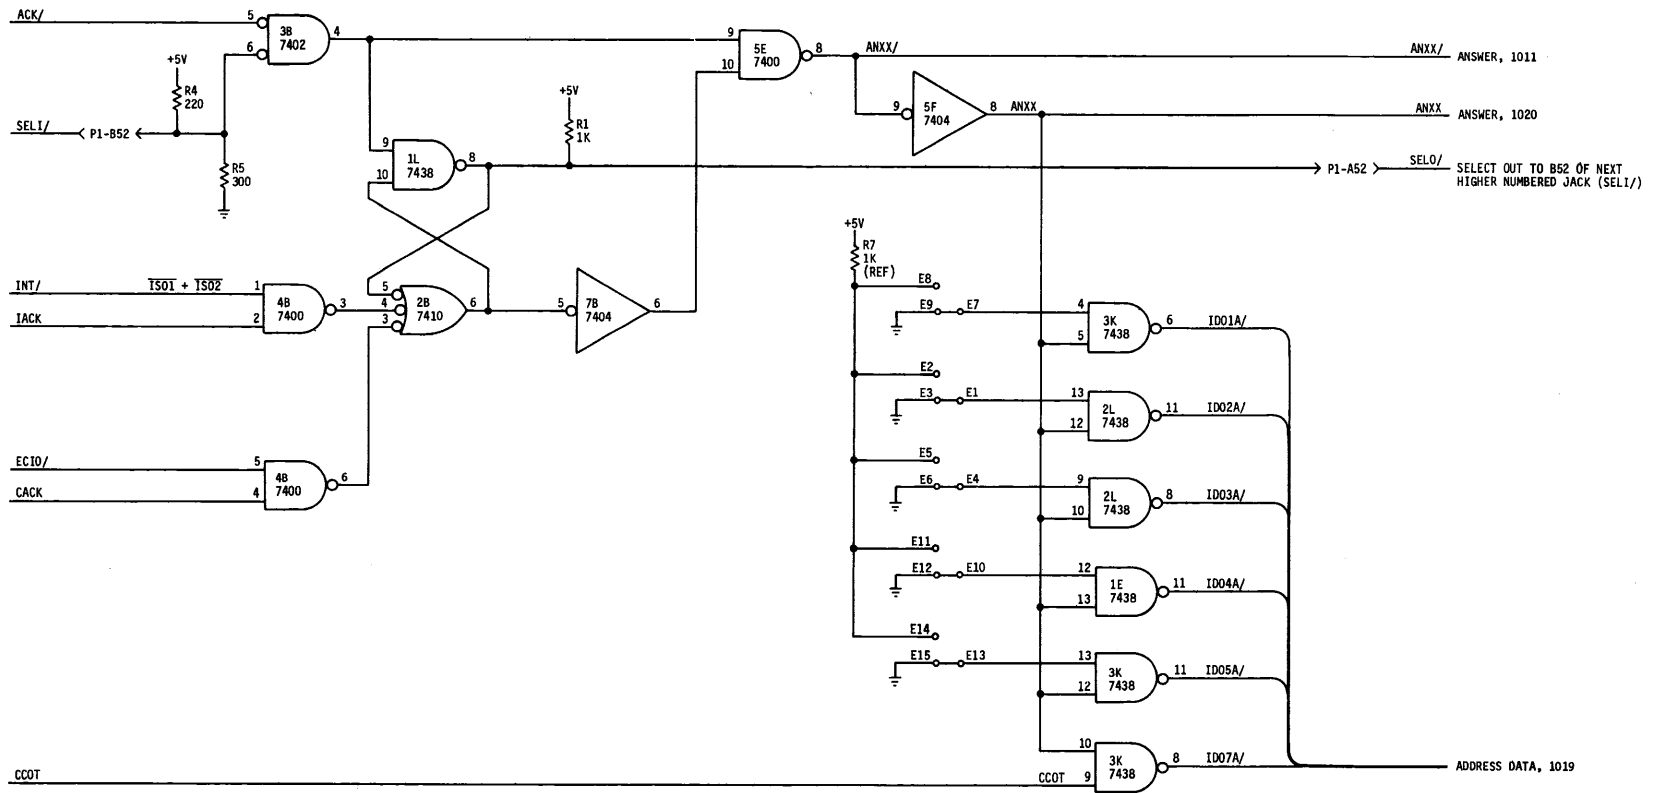 ACK/
5
6
3B
7402
4
+5V
R4
220
SELI/
P1-B52
R5
300
9
10
1L
7438
8
+5V
R1
1K
9
10
5E
7400
8
ANXX/
ANXX/
ANSWER, 1011
9
5F
7404
8
ANXX
ANXX
ANSWER, 1020
P1-A52
SELO/
SELECT OUT TO B52 OF NEXT
HIGHER NUMBERED JACK (SELI/)
INT/
ISO1 + ISO2
1
IACK
2
4B
7400
3
5
4
3
2B
7410
6
5
7B
7404
6
ECIO/
5
CACK
4
4B
7400
6
+5V
R7
1K
(REF)
E8
E9
E7
4
5
3K
7438
6
ID01A/
E2
E3
E1
13
12
2L
7438
11
ID02A/
E5
E6
E4
9
10
2L
7438
8
ID03A/
E11
E12
E10
12
13
1E
7438
11
ID04A/
E14
E15
E13
13
12
3K
7438
11
ID05A/
10
9
3K
7438
8
ID07A/
ADDRESS DATA, 1019
CCOT
CCOT